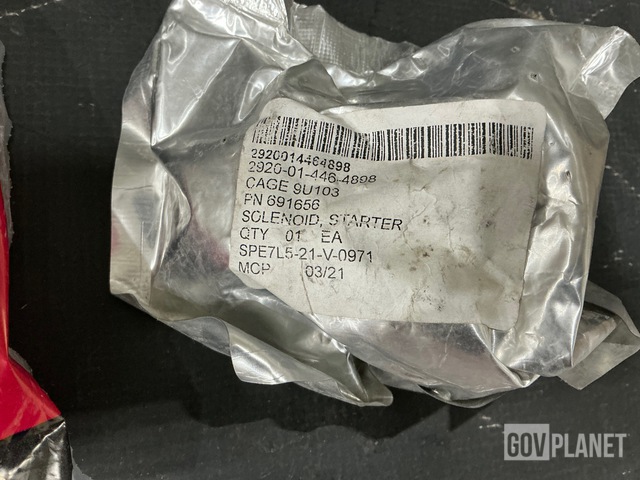 2920014464898
2920-01-446-4898
CAGE 9U103
PN 691656
SOLENOID, STARTER
QTY 01 EA
SPE7L5-21-V-0971
MCP 03/21
GOVPLANET